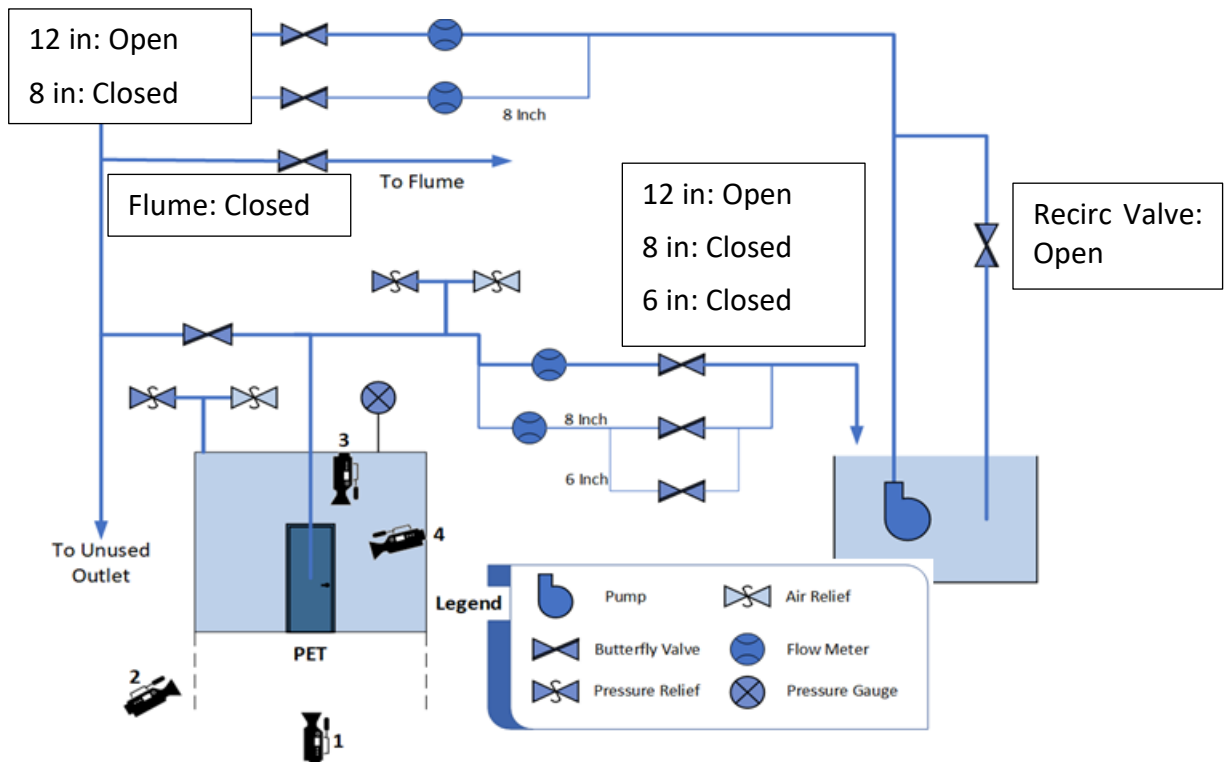 12 in: Open
8 in: Closed
8 Inch
To Flume
Flume: Closed
12 in: Open
8 in: Closed
6 in: Closed
Recirc Valve:
Open
8 Inch
6 Inch
3
4
To Unused
Outlet
PET
2
1
Legend
Pump
Air Relief
Butterfly Valve
Flow Meter
Pressure Relief
Pressure Gauge